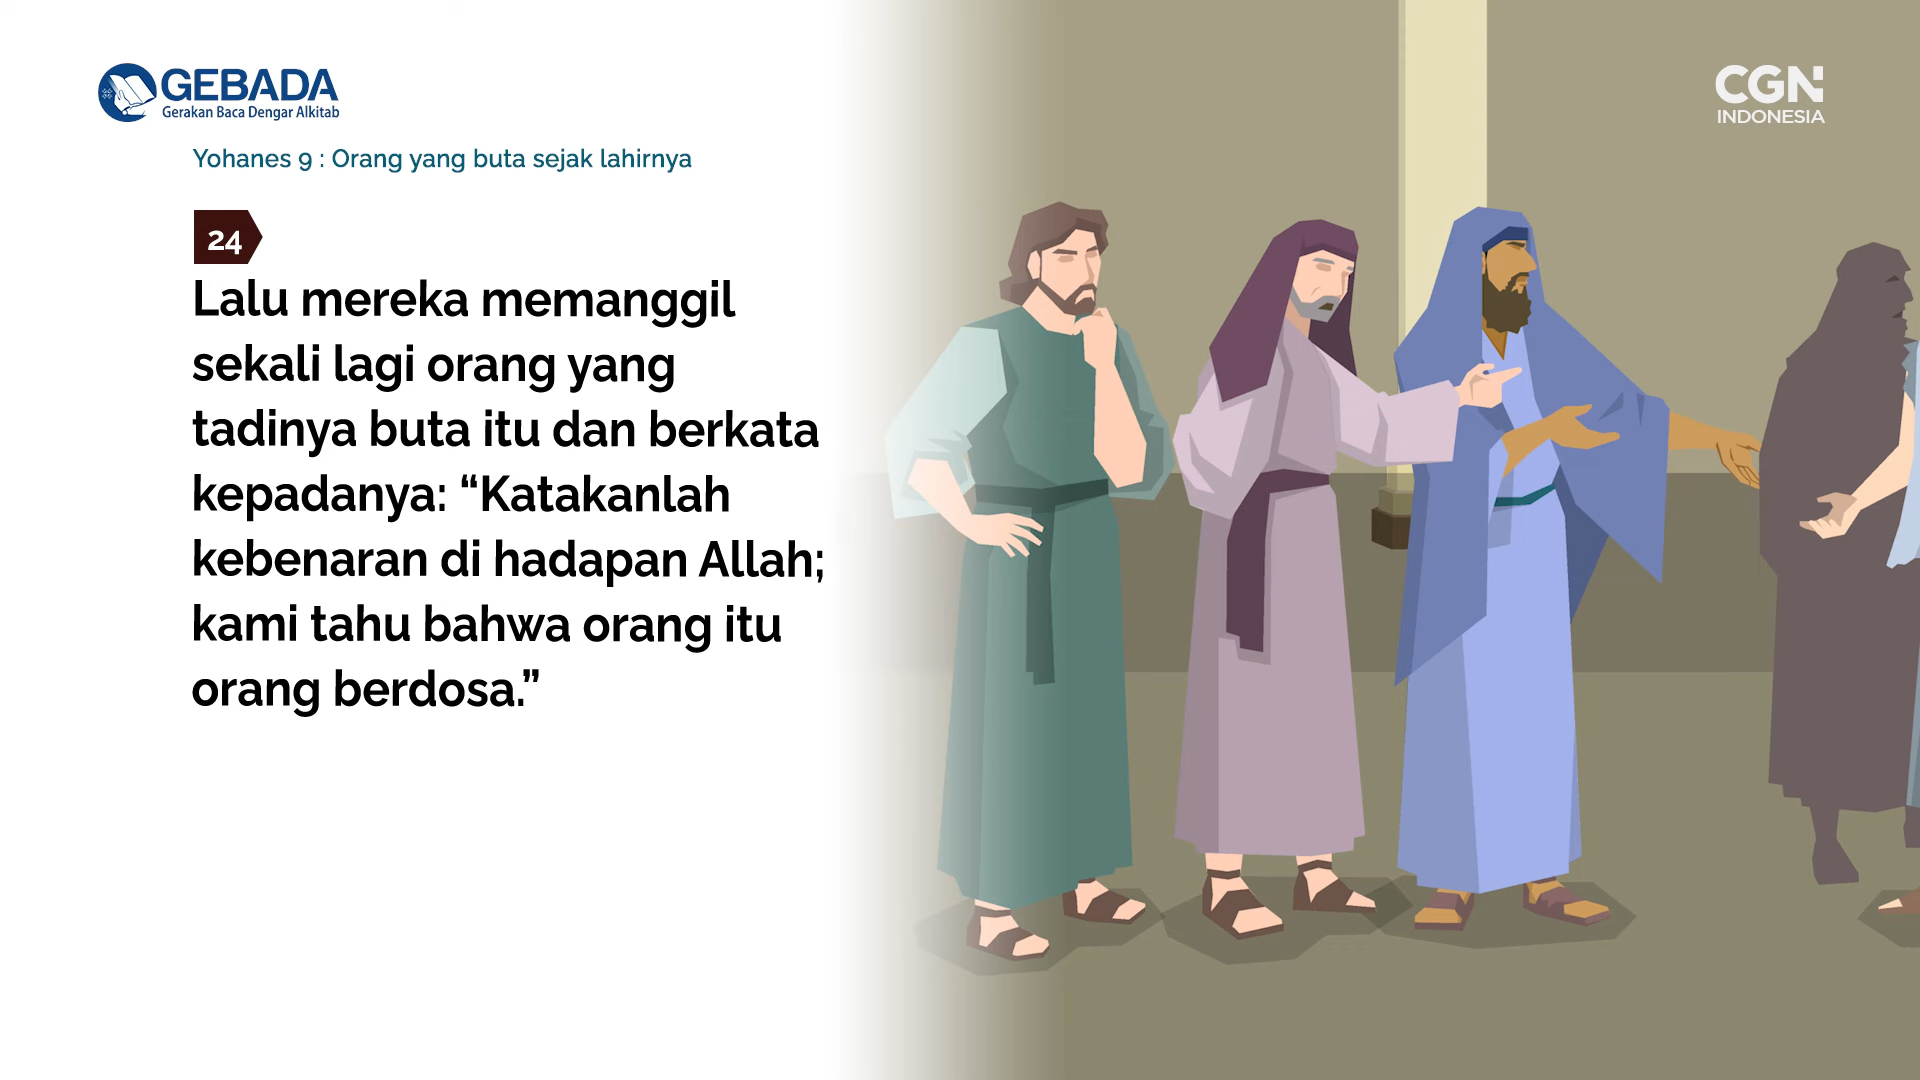 GEBADA
Gerakan Baca Dengar Alkitab
CGN
INDONESIA
Yohanes 9 : Orang yang buta sejak lahirnya
24
Lalu mereka memanggil
sekali lagi orang yang
tadinya buta itu dan berkata
kepadanya: “Katakanlah
kebenaran di hadapan Allah;
kami tahu bahwa orang itu
orang berdosa.”